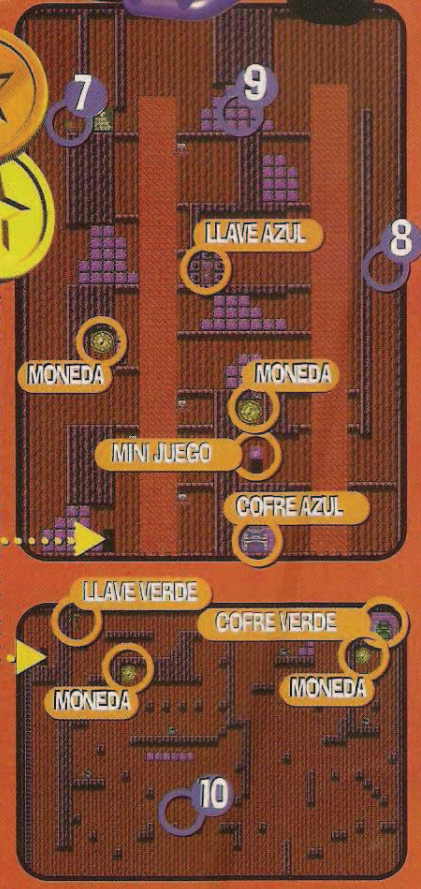 7
9
LLAVE AZUL
8
MONEDA
MONEDA
MINI JUEGO
COFRE AZUL
LLAVE VERDE
COFRE VERDE
MONEDA
MONEDA
10